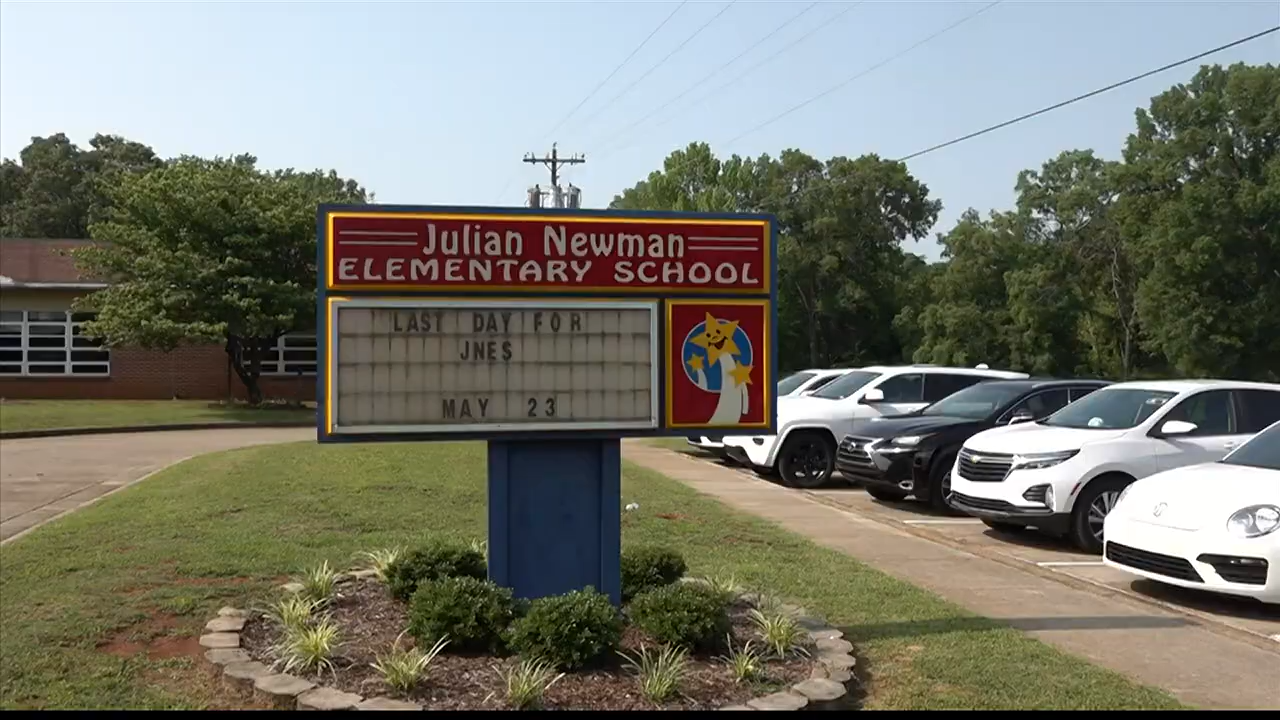 Julian Newman
ELEMENTARY SCHOOL
LAST DAY FOR
JNES
MAY 23